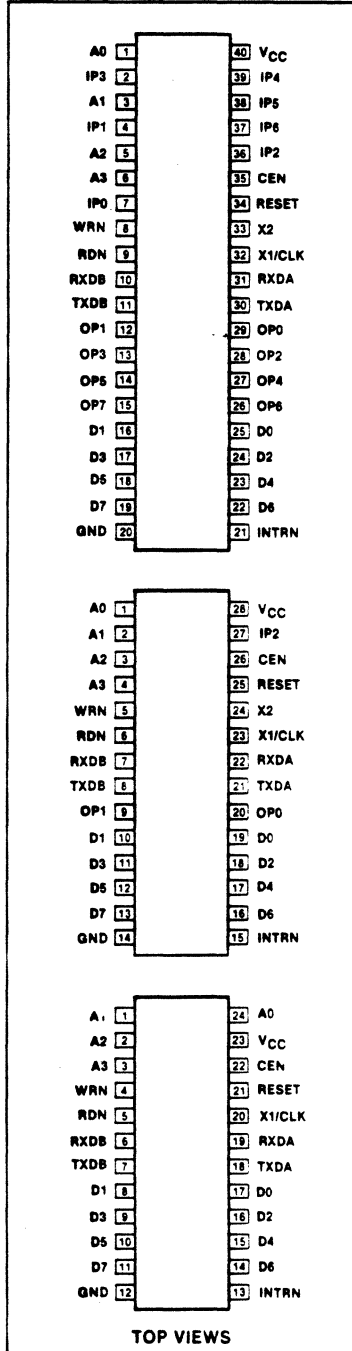 A0 1 40 VCC
IP3 2 39 IP4
A1 3 38 IP5
IP1 4 37 IP6
A2 5 36 IP2
A3 6 35 CEN
IP0 7 34 RESET
WRN 8 33 X2
RDN 9 32 X1/CLK
RXDB 10 31 RXDA
TXDB 11 30 TXDA
OP1 12 29 OP0
OP3 13 28 OP2
OP5 14 27 OP4
OP7 15 26 OP6
D1 16 25 D0
D3 17 24 D2
D5 18 23 D4
D7 19 22 D6
GND 20 21 INTRN
A0 1 28 VCC
A1 2 27 IP2
A2 3 26 CEN
A3 4 25 RESET
WRN 5 24 X2
RDN 6 23 X1/CLK
RXDB 7 22 RXDA
TXDB 8 21 TXDA
OP1 9 20 OP0
D1 10 19 D0
D3 11 18 D2
D5 12 17 D4
D7 13 16 D6
GND 14 15 INTRN
A1 1 24 A0
A2 2 23 VCC
A3 3 22 CEN
WRN 4 21 RESET
RDN 5 20 X1/CLK
RXDB 6 19 RXDA
TXDB 7 18 TXDA
D1 8 17 D0
D3 9 16 D2
D5 10 15 D4
D7 11 14 D6
GND 12 13 INTRN
TOP VIEWS